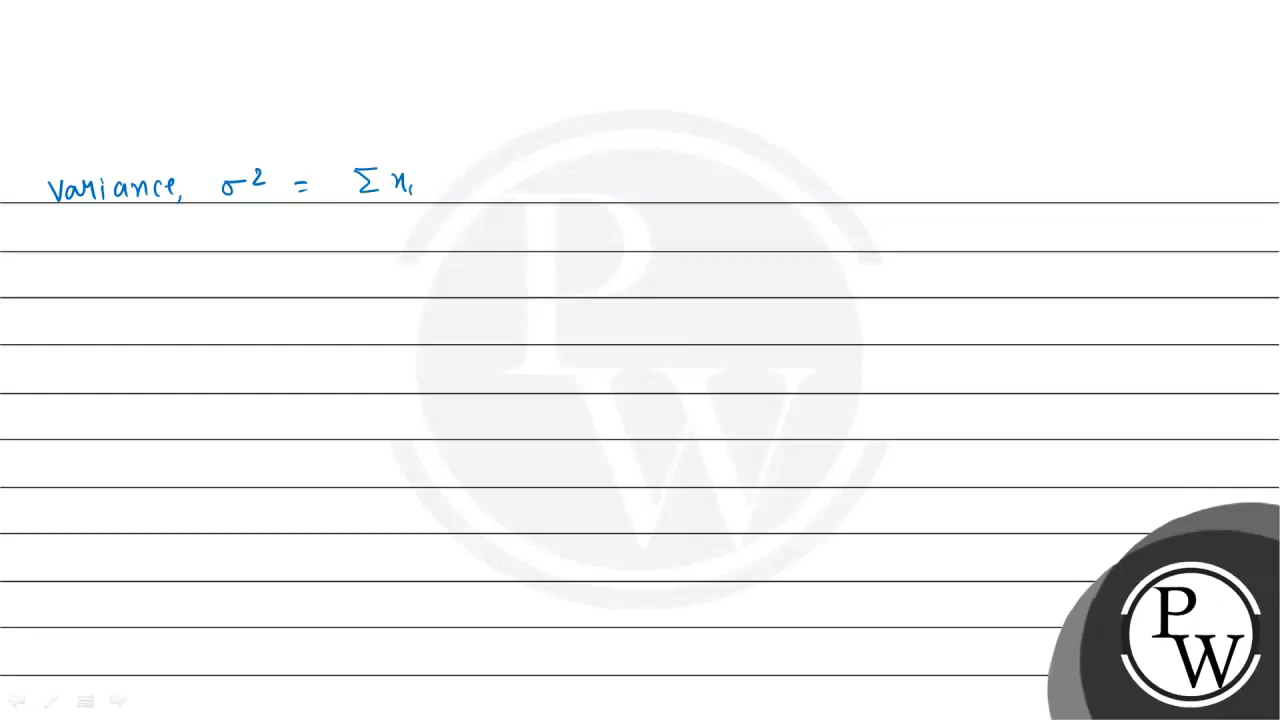 variance, σ² = Σ x
P
W
P
W